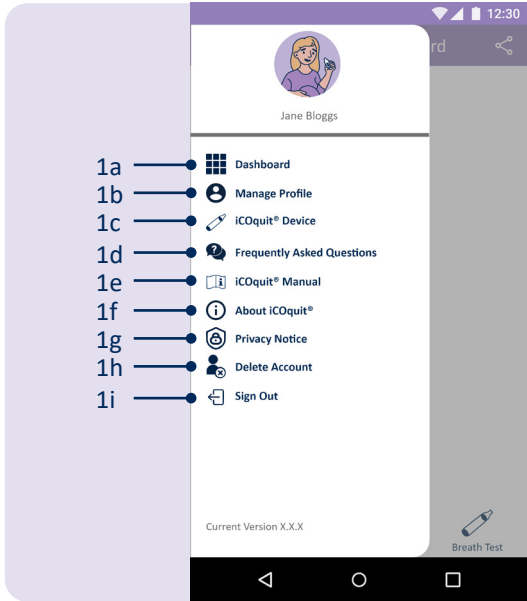 12:30
rd
Jane Bloggs
1a Dashboard
1b Manage Profile
1c iCOquit® Device
1d Frequently Asked Questions
1e iCOquit® Manual
1f About iCOquit®
1g Privacy Notice
1h Delete Account
1i Sign Out
Current Version X.X.X
Breath Test